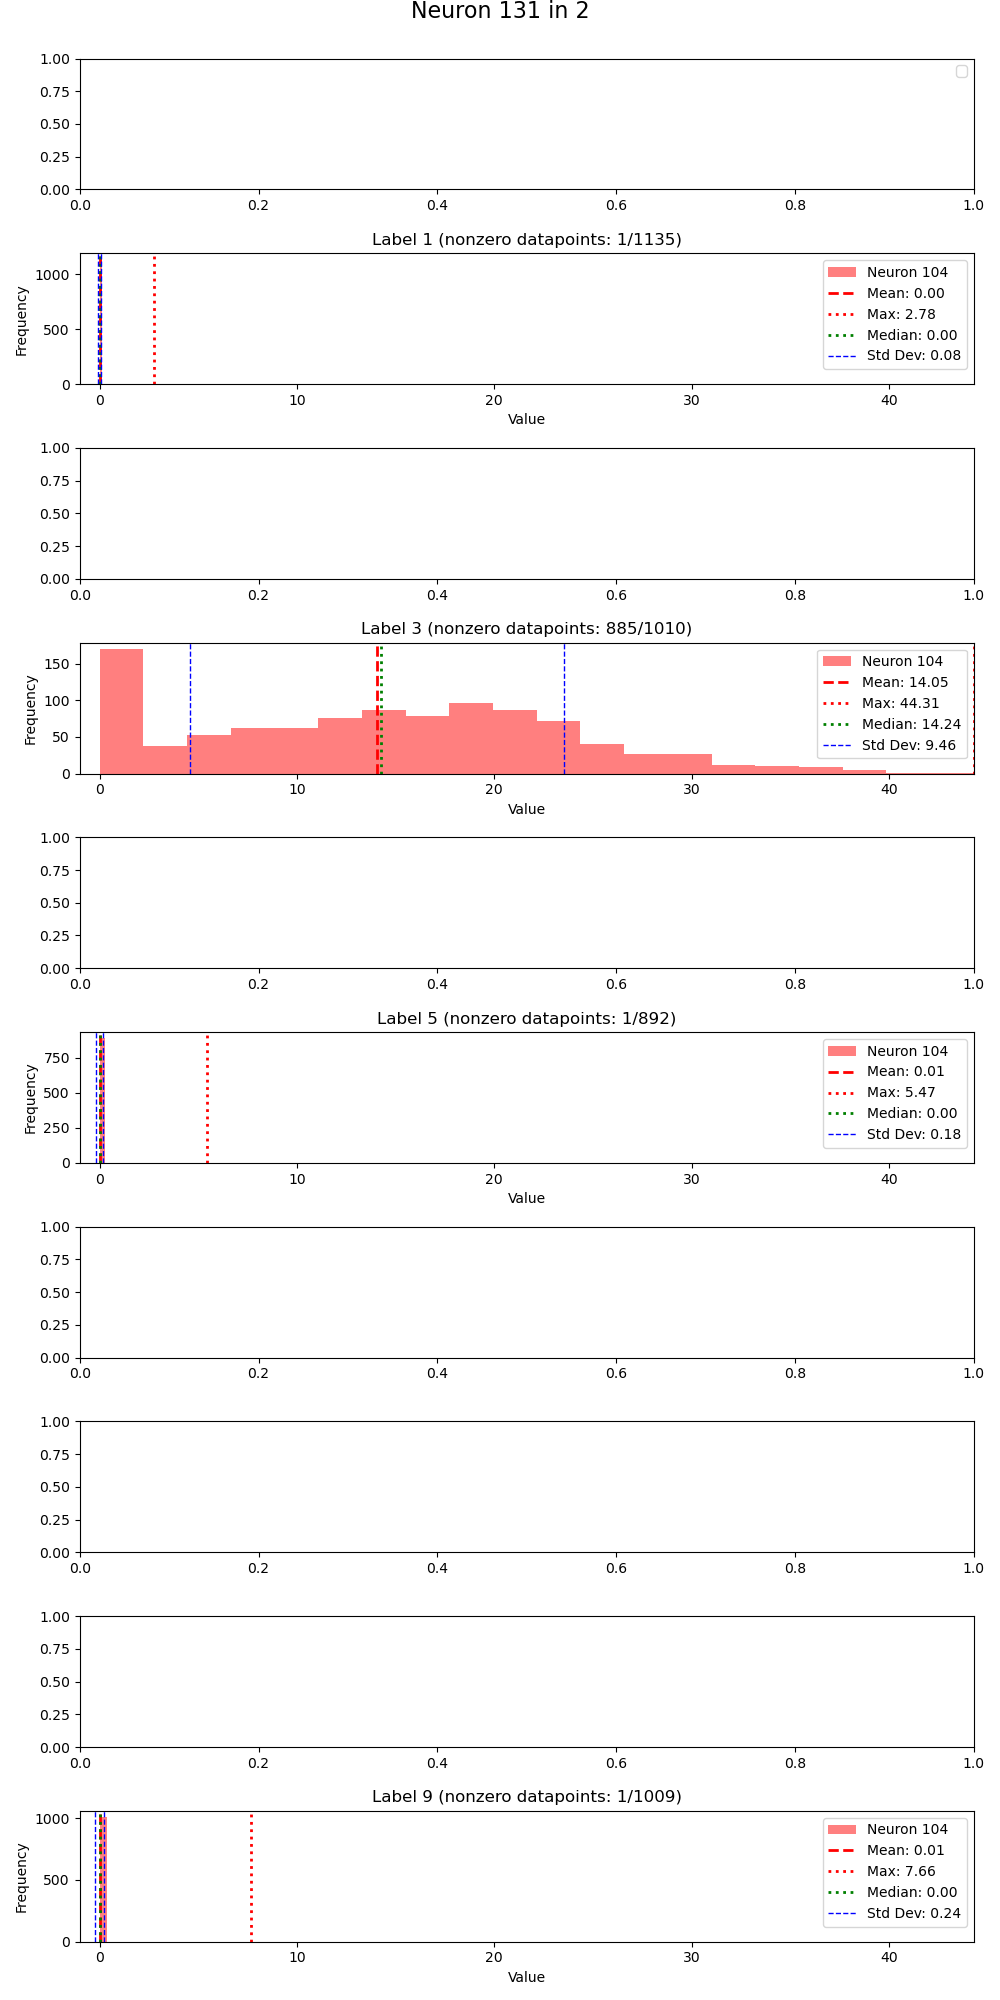 Neuron 131 in 2
1.00
0.75
0.50
0.25
0.00
0.0 0.2 0.4 0.6 0.8 1.0
Label 1 (nonzero datapoints: 1/1135)
Frequency
1000
500
0
Neuron 104
Mean: 0.00
Max: 2.78
Median: 0.00
Std Dev: 0.08
0 10 20 30 40
Value
1.00
0.75
0.50
0.25
0.00
0.0 0.2 0.4 0.6 0.8 1.0
Label 3 (nonzero datapoints: 885/1010)
Frequency
150
100
50
0
Neuron 104
Mean: 14.05
Max: 44.31
Median: 14.24
Std Dev: 9.46
0 10 20 30 40
Value
1.00
0.75
0.50
0.25
0.00
0.0 0.2 0.4 0.6 0.8 1.0
Label 5 (nonzero datapoints: 1/892)
Frequency
750
500
250
0
Neuron 104
Mean: 0.01
Max: 5.47
Median: 0.00
Std Dev: 0.18
0 10 20 30 40
Value
1.00
0.75
0.50
0.25
0.00
0.0 0.2 0.4 0.6 0.8 1.0
1.00
0.75
0.50
0.25
0.00
0.0 0.2 0.4 0.6 0.8 1.0
1.00
0.75
0.50
0.25
0.00
0.0 0.2 0.4 0.6 0.8 1.0
Label 9 (nonzero datapoints: 1/1009)
Frequency
1000
500
0
Neuron 104
Mean: 0.01
Max: 7.66
Median: 0.00
Std Dev: 0.24
0 10 20 30 40
Value